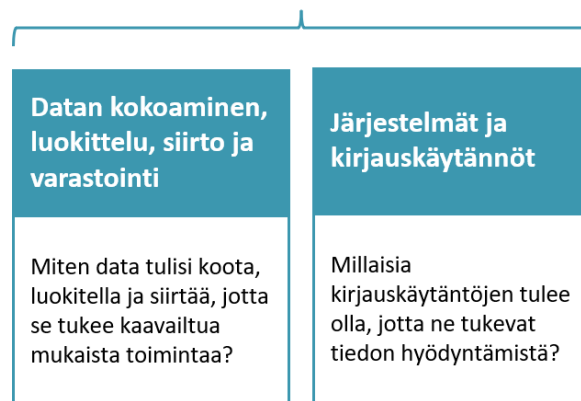 Datan kokoaminen,
luokittelu, siirto ja
varastointi
Miten data tulisi koota,
luokitella ja siirtää, jotta
se tukee kaavailtua
mukaista toimintaa?
Järjestelmät ja
kirjauskäytännöt
Millaisia
kirjauskäytäntöjen tulee
olla, jotta ne tukevat
tiedon hyödyntämistä?